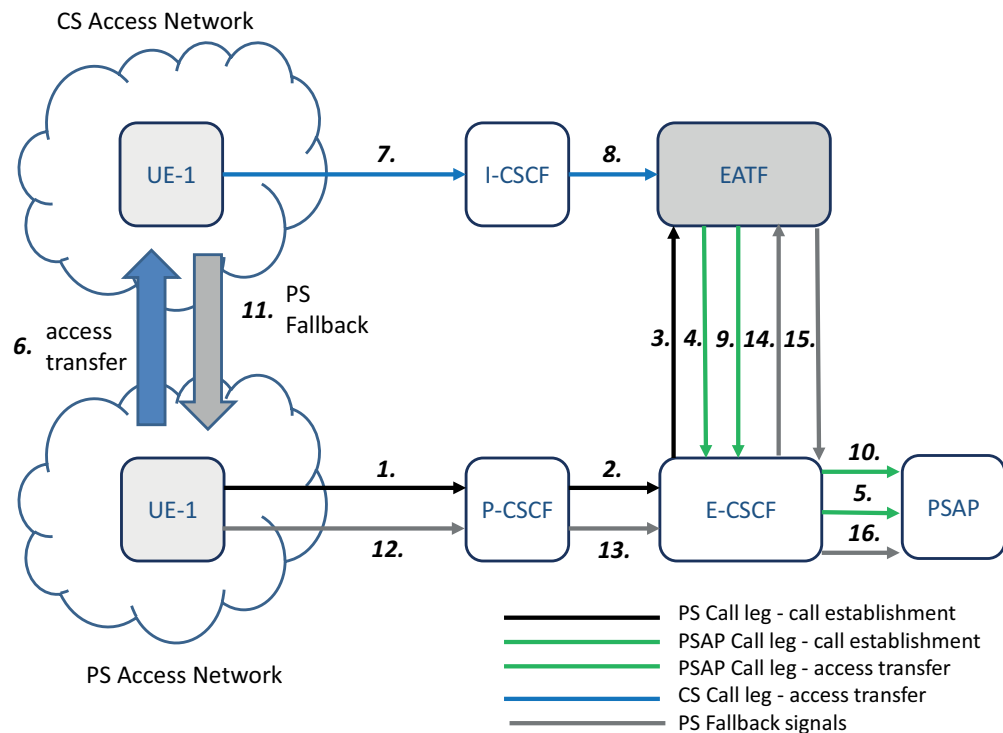 CS Access Network
UE-1
7.
I-CSCF
8.
EATF
6. access
transfer
11. PS
Fallback
3.
4.
9.
14.
15.
UE-1
1.
12.
P-CSCF
2.
13.
E-CSCF
10.
5.
16.
PSAP
PS Access Network
PS Call leg - call establishment
PSAP Call leg - call establishment
PSAP Call leg - access transfer
CS Call leg - access transfer
PS Fallback signals